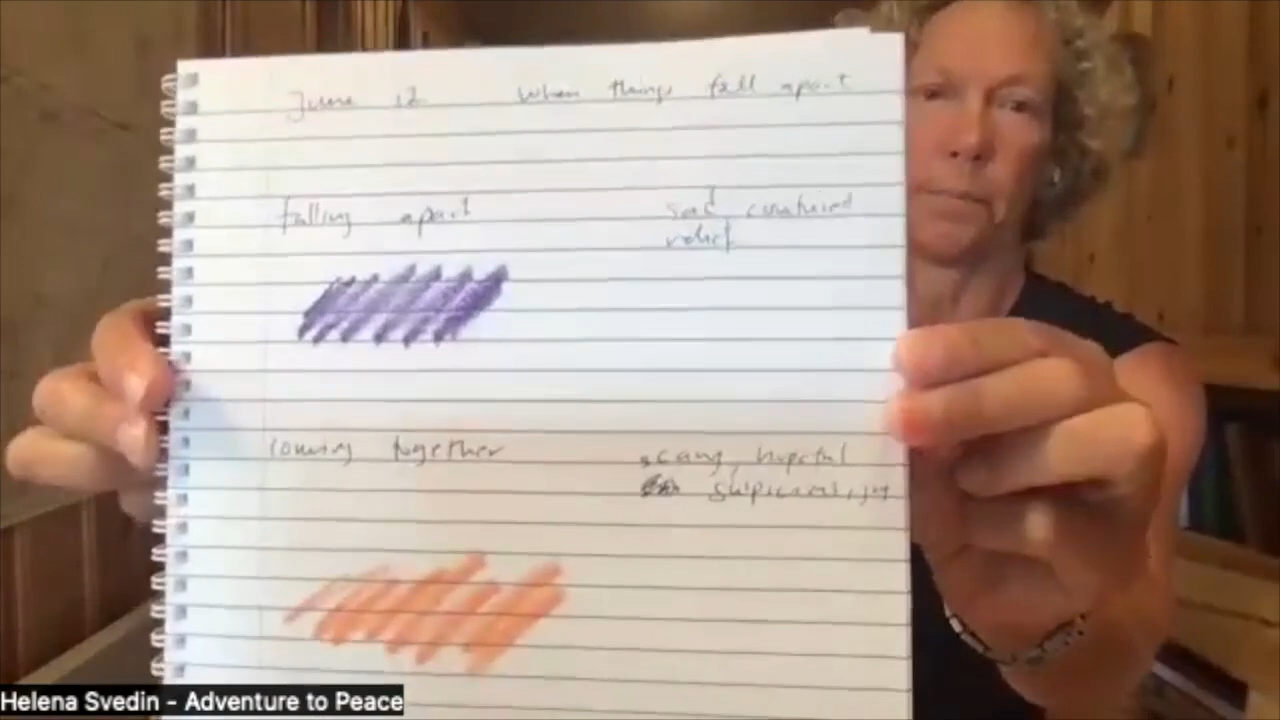 June 12 When things fall apart
falling apart
sad, confused
relief
coming together
scary, hopeful
suspicious, joy
Helena Svedin - Adventure to Peace